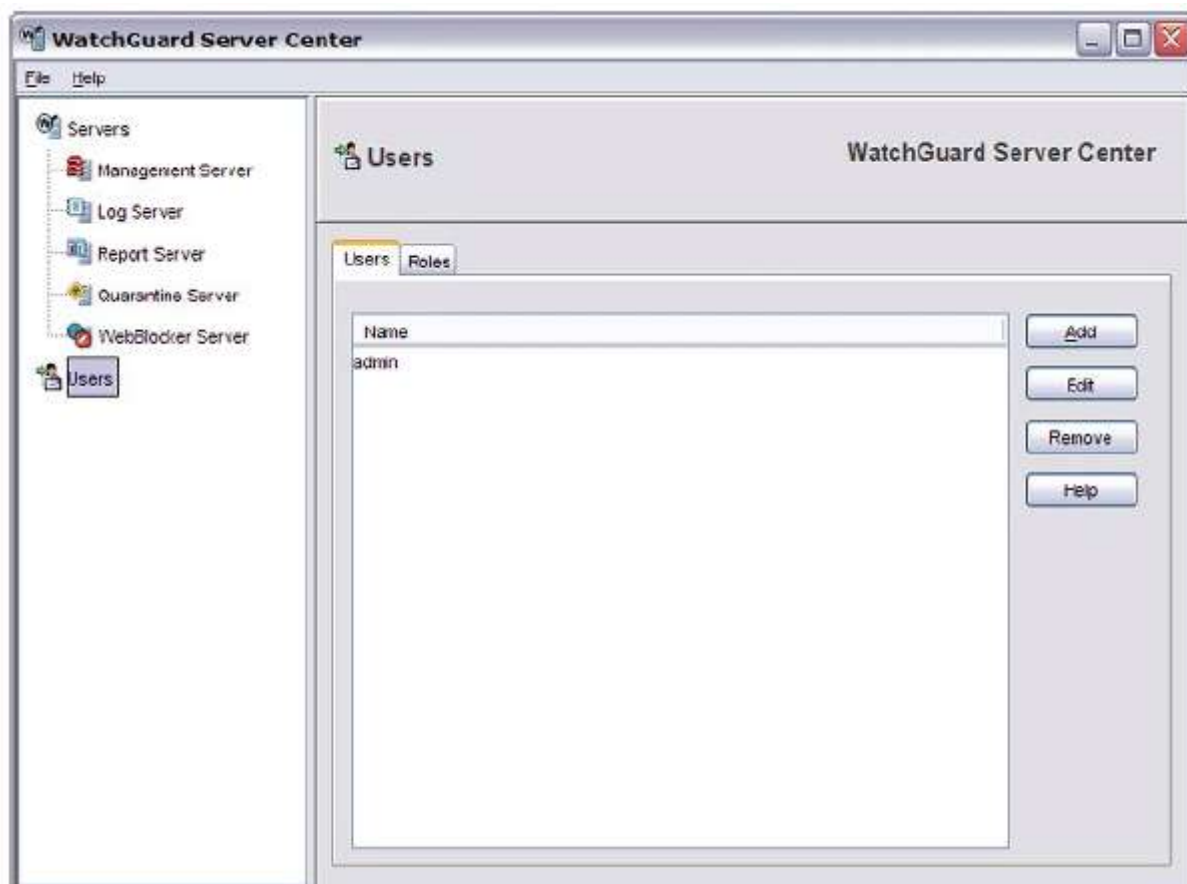 WatchGuard Server Center
File Help
Servers
Management Server
Log Server
Report Server
Quarantine Server
WebBlocker Server
Users
Users
WatchGuard Server Center
Users Roles
Name
admin
Add
Edit
Remove
Help